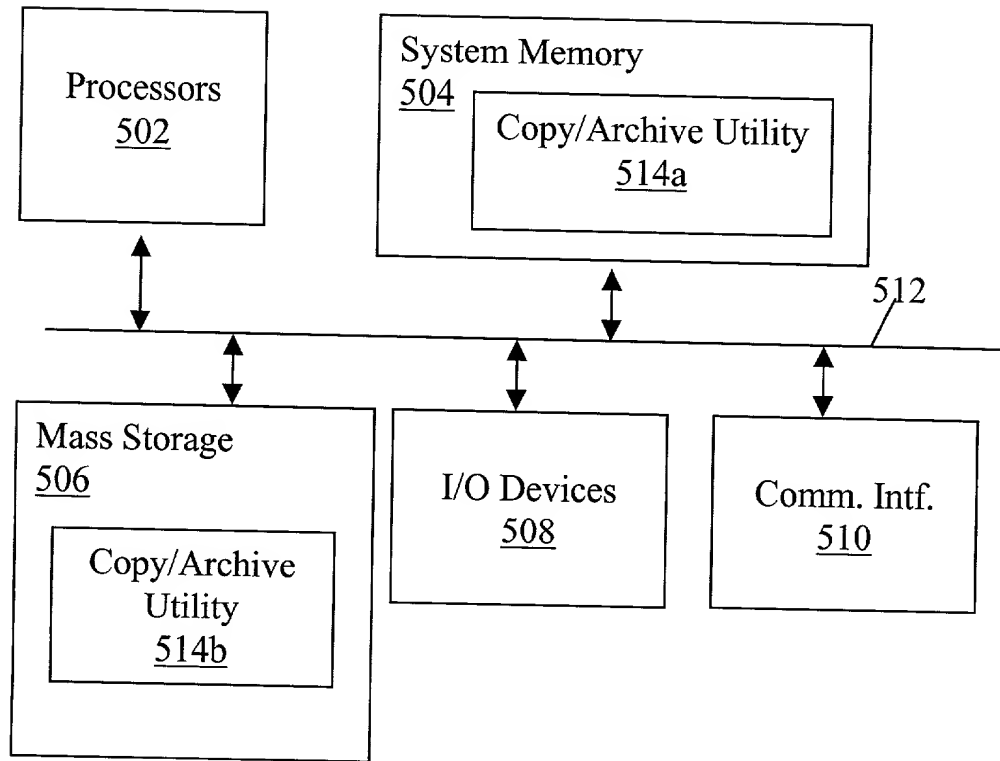 Processors
502
System Memory
504
Copy/Archive Utility
514a
512
Mass Storage
506
Copy/Archive
Utility
514b
I/O Devices
508
Comm. Intf.
510